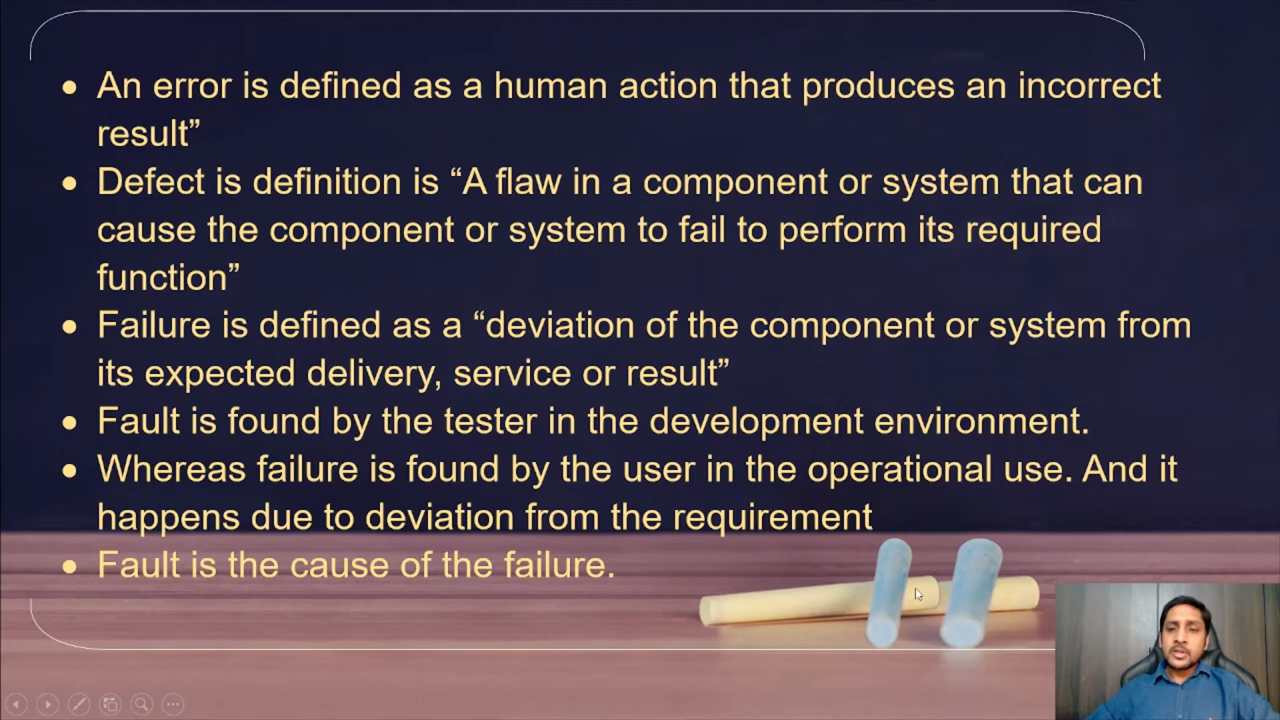 • An error is defined as a human action that produces an incorrect
result”
• Defect is definition is “A flaw in a component or system that can
cause the component or system to fail to perform its required
function”
• Failure is defined as a “deviation of the component or system from
its expected delivery, service or result”
• Fault is found by the tester in the development environment.
• Whereas failure is found by the user in the operational use. And it
happens due to deviation from the requirement
• Fault is the cause of the failure.